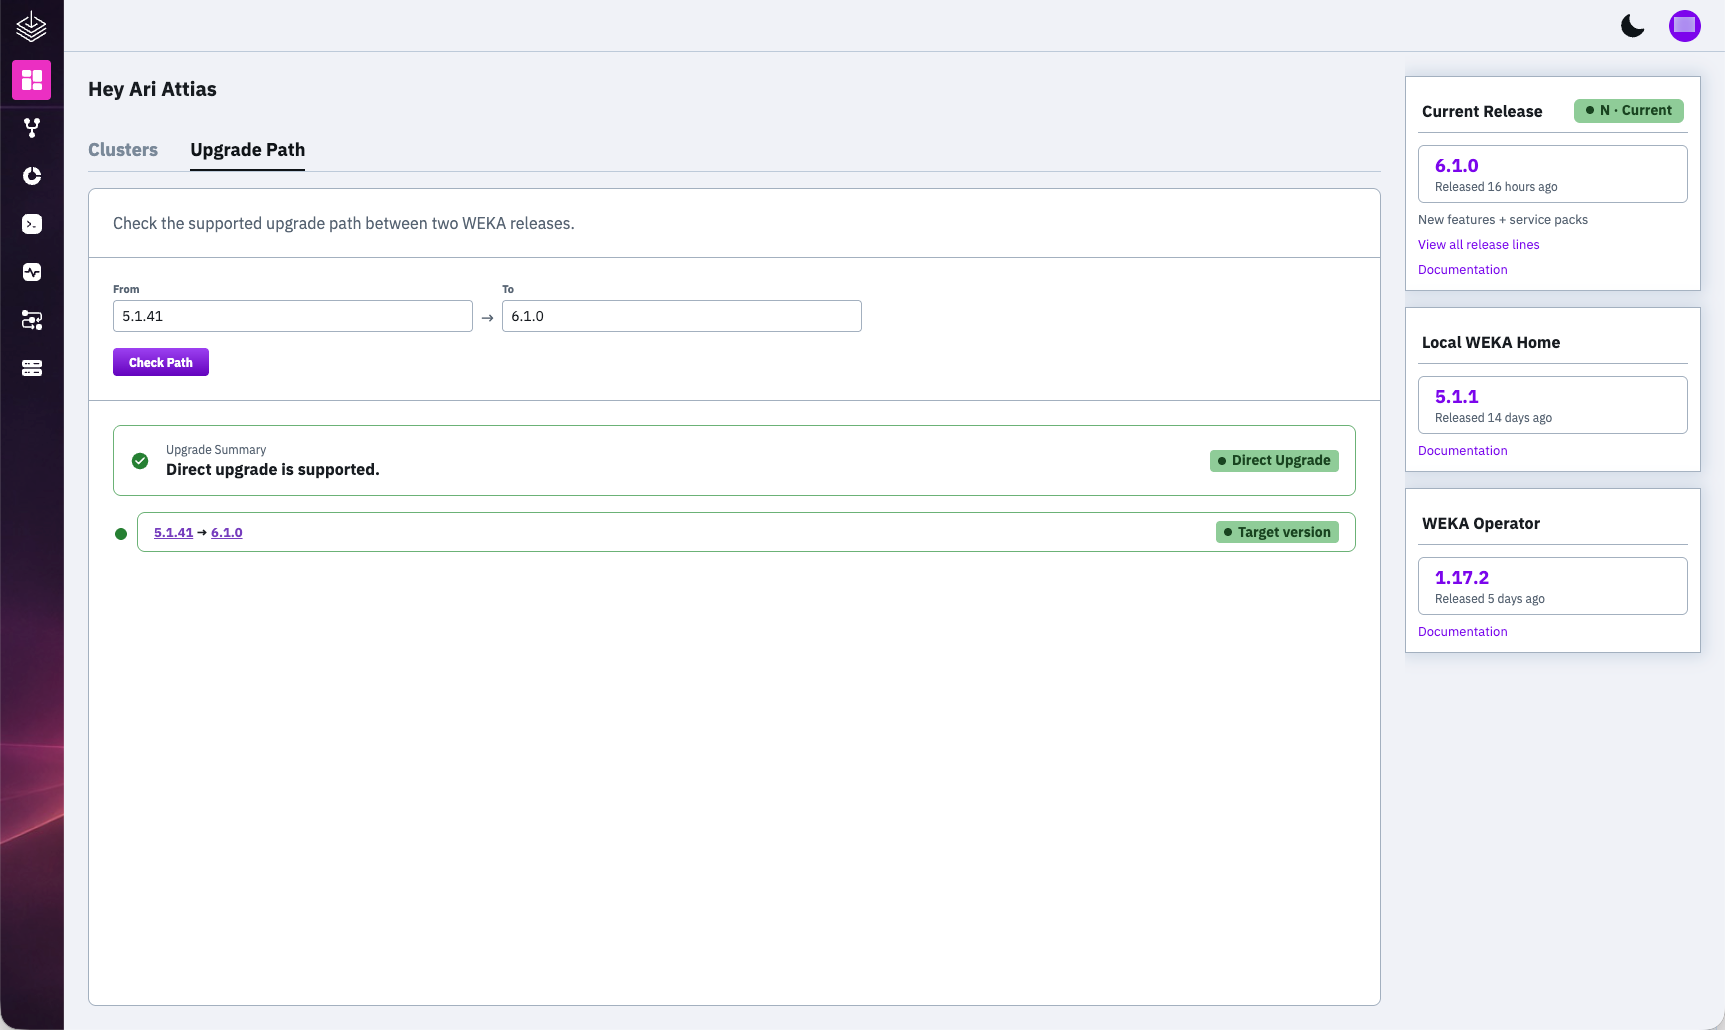 Hey Ari Attias
Clusters
Upgrade Path
Check the supported upgrade path between two WEKA releases.
From
To
5.1.41
→
6.1.0
Check Path
Upgrade Summary
Direct upgrade is supported.
Direct Upgrade
5.1.41 → 6.1.0
Target version
Current Release
N · Current
6.1.0
Released 16 hours ago
New features + service packs
View all release lines
Documentation
Local WEKA Home
5.1.1
Released 14 days ago
Documentation
WEKA Operator
1.17.2
Released 5 days ago
Documentation